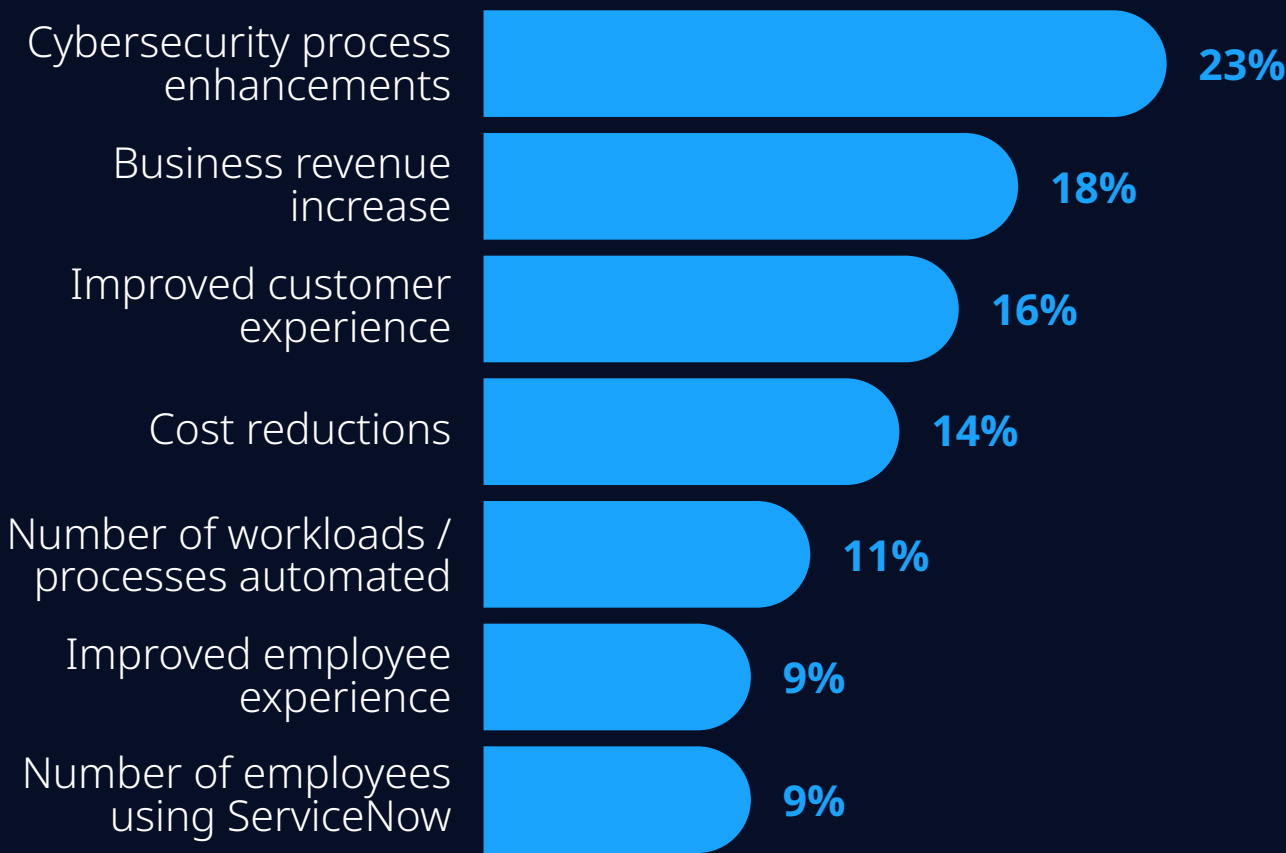 Cybersecurity process
enhancements
23%
Business revenue
increase
18%
Improved customer
experience
16%
Cost reductions
14%
Number of workloads /
processes automated
11%
Improved employee
experience
9%
Number of employees
using ServiceNow
9%